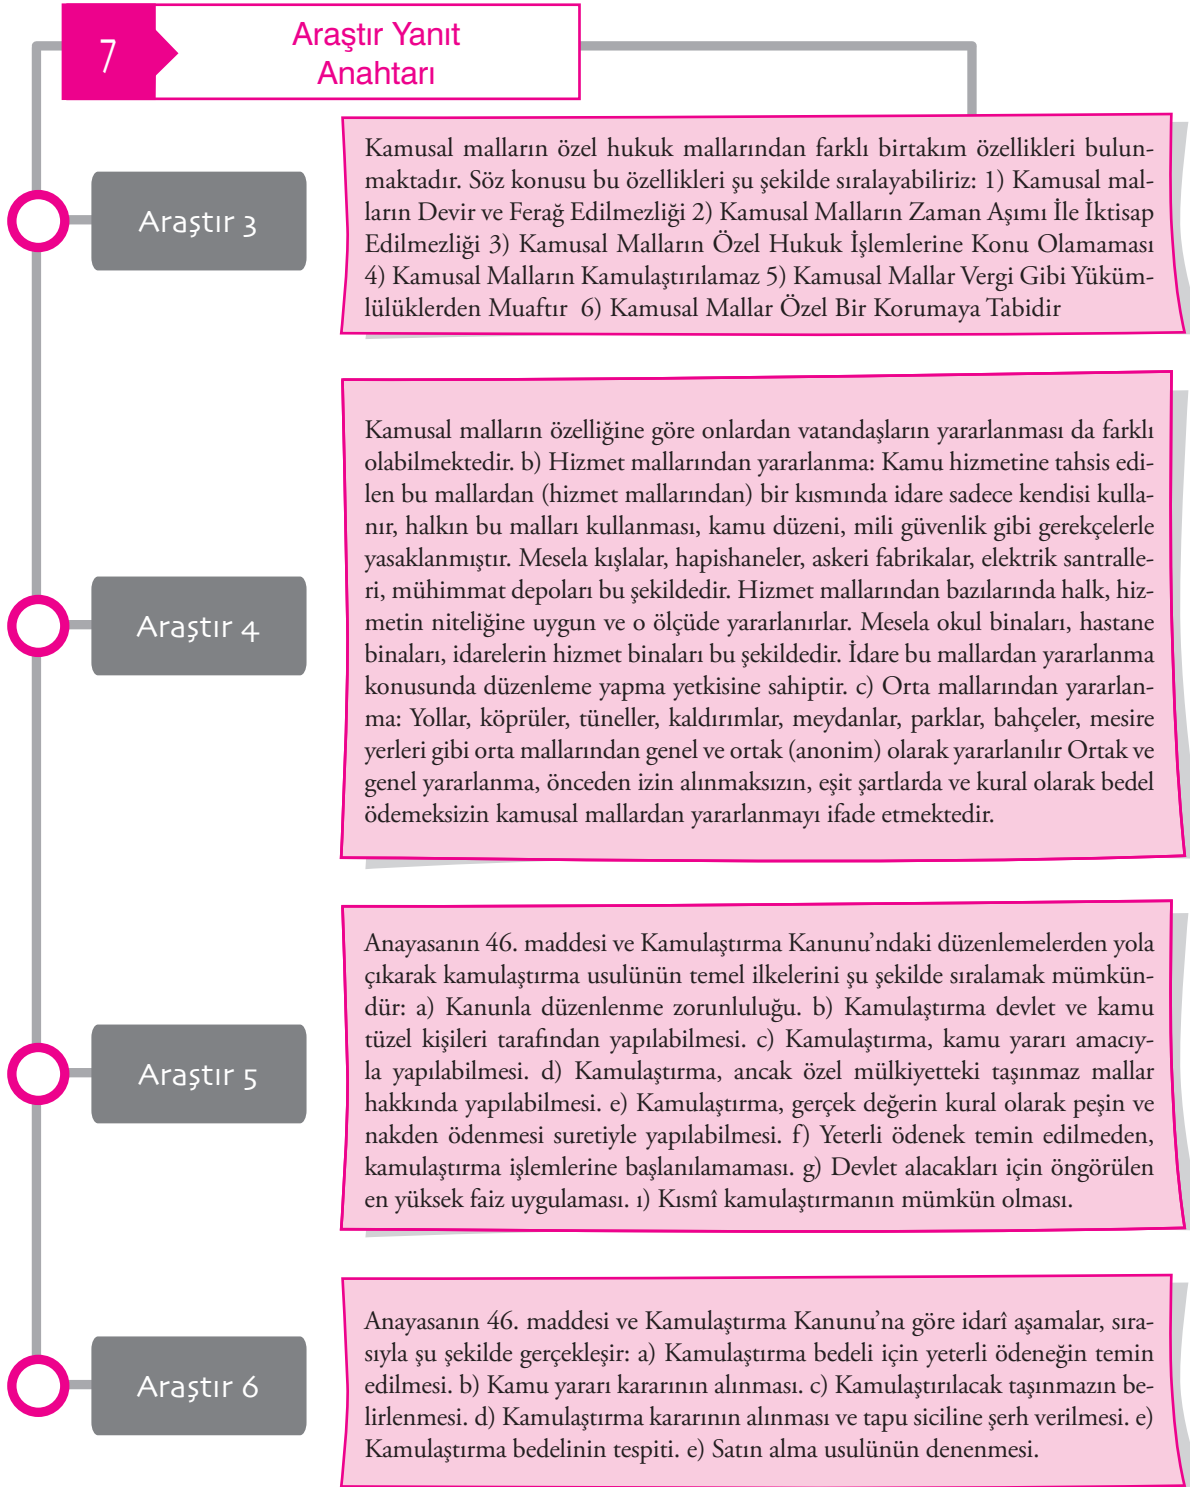 7
Araştır Yanıt
Anahtarı
Araştır 3
Kamusal malların özel hukuk mallarından farklı birtakım özellikleri bulun-
maktadır. Söz konusu bu özellikleri şu şekilde sıralayabiliriz: 1) Kamusal mal-
ların Devir ve Ferağ Edilmezliği 2) Kamusal Malların Zaman Aşımı İle İktisap
Edilmezliği 3) Kamusal Malların Özel Hukuk İşlemlerine Konu Olamaması
4) Kamusal Malların Kamulaştırılamaz 5) Kamusal Mallar Vergi Gibi Yüküm-
lülüklerden Muaftır 6) Kamusal Mallar Özel Bir Korumaya Tabidir
Araştır 4
Kamusal malların özelliğine göre onlardan vatandaşların yararlanması da farklı
olabilmektedir. b) Hizmet mallarından yararlanma: Kamu hizmetine tahsis edi-
len bu mallardan (hizmet mallarından) bir kısmında idare sadece kendisi kulla-
nır, halkın bu malları kullanması, kamu düzeni, mili güvenlik gibi gerekçelerle
yasaklanmıştır. Mesela kışlalar, hapishaneler, askeri fabrikalar, elektrik santralle-
ri, mühimmat depoları bu şekildedir. Hizmet mallarından bazılarında halk, hiz-
metin niteliğine uygun ve o ölçüde yararlanırlar. Mesela okul binaları, hastane
binaları, idarelerin hizmet binaları bu şekildedir. İdare bu mallardan yararlanma
konusunda düzenleme yapma yetkisine sahiptir. c) Orta mallarından yararlan-
ma: Yollar, köprüler, tüneller, kaldırımlar, meydanlar, parklar, bahçeler, mesire
yerleri gibi orta mallarından genel ve ortak (anonim) olarak yararlanılır Ortak ve
genel yararlanma, önceden izin alınmaksızın, eşit şartlarda ve kural olarak bedel
ödemeksizin kamusal mallardan yararlanmayı ifade etmektedir.
Araştır 5
Anayasanın 46. maddesi ve Kamulaştırma Kanunu’ndaki düzenlemelerden yola
çıkarak kamulaştırma usulünün temel ilkelerini şu şekilde sıralamak mümkün-
dür: a) Kanunla düzenlenme zorunluluğu. b) Kamulaştırma devlet ve kamu
tüzel kişileri tarafından yapılabilmesi. c) Kamulaştırma, kamu yararı amacıy-
la yapılabilmesi. d) Kamulaştırma, ancak özel mülkiyetteki taşınmaz mallar
hakkında yapılabilmesi. e) Kamulaştırma, gerçek değerin kural olarak peşin ve
nakden ödenmesi suretiyle yapılabilmesi. f) Yeterli ödenek temin edilmeden,
kamulaştırma işlemlerine başlanılamaması. g) Devlet alacakları için öngörülen
en yüksek faiz uygulaması. ı) Kısmî kamulaştırmanın mümkün olması.
Araştır 6
Anayasanın 46. maddesi ve Kamulaştırma Kanunu’na göre idarî aşamalar, sıra-
sıyla şu şekilde gerçekleşir: a) Kamulaştırma bedeli için yeterli ödeneğin temin
edilmesi. b) Kamu yararı kararının alınması. c) Kamulaştırılacak taşınmazın be-
lirlenmesi. d) Kamulaştırma kararının alınması ve tapu siciline şerh verilmesi. e)
Kamulaştırma bedelinin tespiti. e) Satın alma usulünün denenmesi.